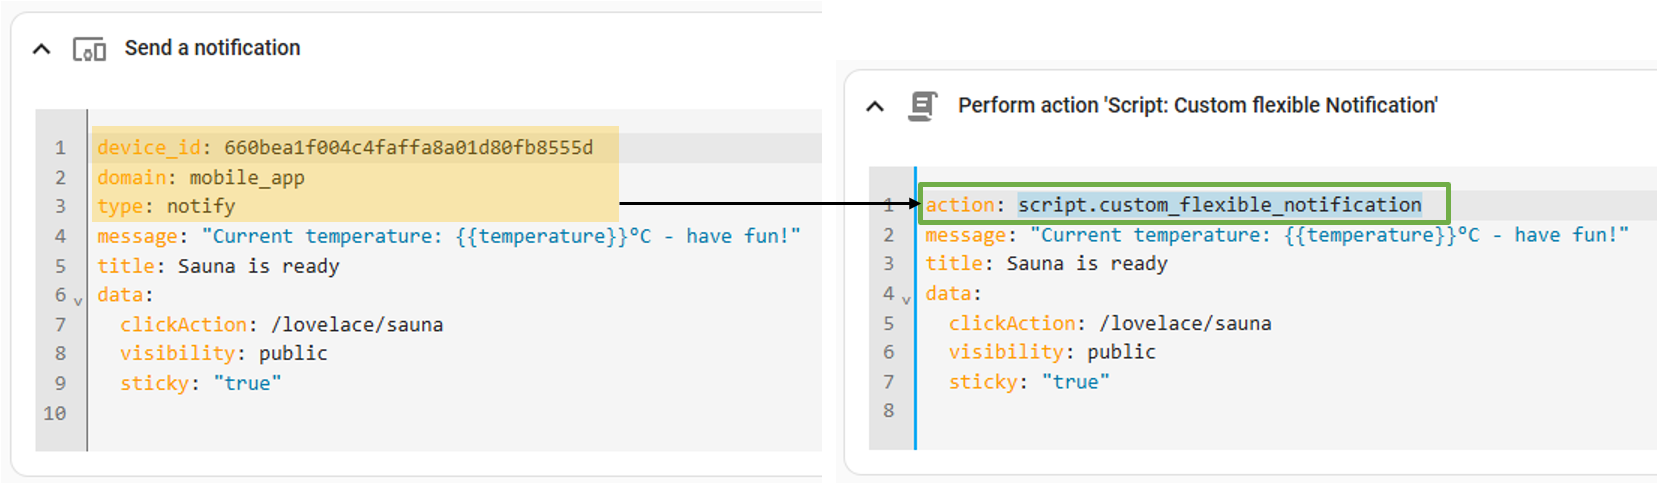 Send a notification
1 device_id: 660bea1f004c4faffa8a01d80fb8555d
2 domain: mobile_app
3 type: notify
4 message: "Current temperature: {{temperature}}°C - have fun!"
5 title: Sauna is ready
6 data:
7   clickAction: /lovelace/sauna
8   visibility: public
9   sticky: "true"
10
Perform action 'Script: Custom flexible Notification'
1 action: script.custom_flexible_notification
2 message: "Current temperature: {{temperature}}°C - have fun!"
3 title: Sauna is ready
4 data:
5   clickAction: /lovelace/sauna
6   visibility: public
7   sticky: "true"
8